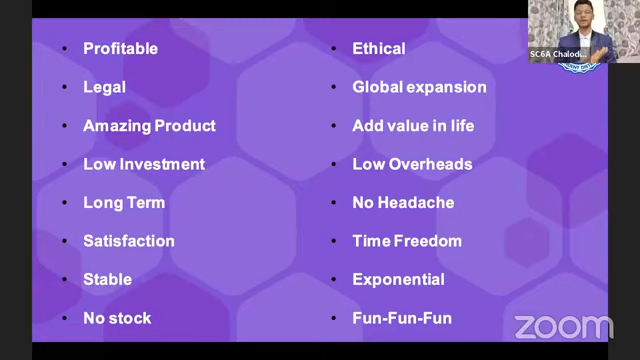 Profitable
Legal
Amazing Product
Low Investment
Long Term
Satisfaction
Stable
No stock
Ethical
Global expansion
Add value in life
Low Overheads
No Headache
Time Freedom
Exponential
Fun-Fun-Fun
SC6A Chalodi...
zoom